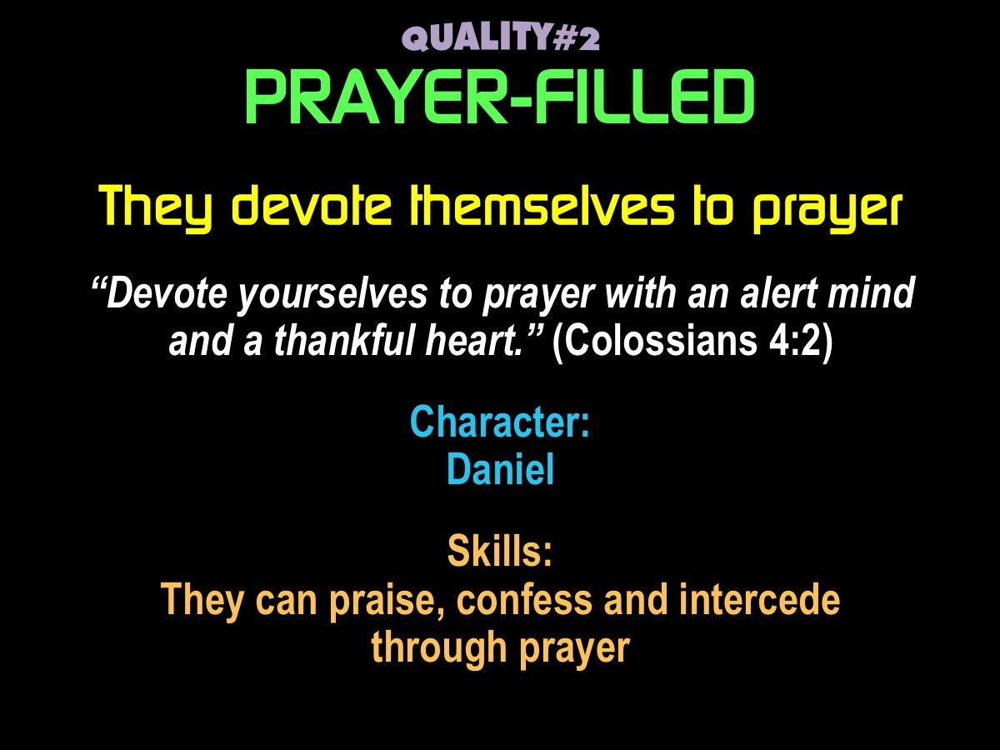 QUALITY#2
PRAYER-FILLED
They devote themselves to prayer
“Devote yourselves to prayer with an alert mind
and a thankful heart.” (Colossians 4:2)
Character:
Daniel
Skills:
They can praise, confess and intercede
through prayer